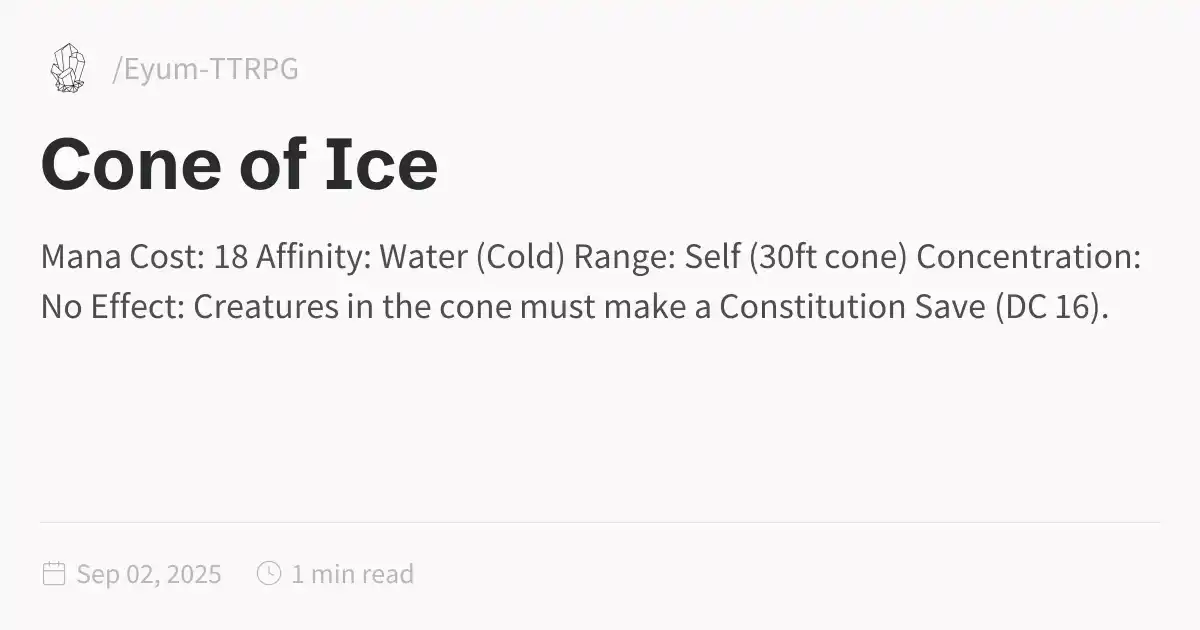 /Eyum-TTRPG
Cone of Ice
Mana Cost: 18 Affinity: Water (Cold) Range: Self (30ft cone) Concentration:
No Effect: Creatures in the cone must make a Constitution Save (DC 16).
Sep 02, 2025 1 min read